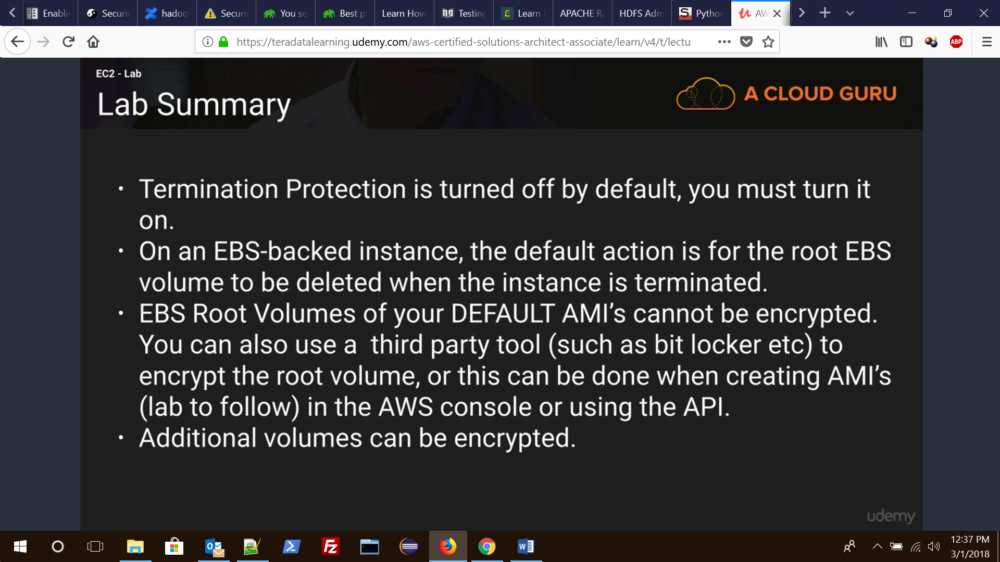 Enable
Securi
hadoo
Securi
You se
Best p
Learn How
Testing
E
Learn
APACHE RA
HDFS Adm
S
Python
AW
https://teradatalearning.udemy.com/aws-certified-solutions-architect-associate/learn/v4/t/lectu
ABP
EC2 - Lab
Lab Summary
A CLOUD GURU
• Termination Protection is turned off by default, you must turn it
on.
• On an EBS-backed instance, the default action is for the root EBS
volume to be deleted when the instance is terminated.
• EBS Root Volumes of your DEFAULT AMI’s cannot be encrypted.
You can also use a  third party tool (such as bit locker etc) to
encrypt the root volume, or this can be done when creating AMI’s
(lab to follow) in the AWS console or using the API.
• Additional volumes can be encrypted.
udemy
12:37 PM
3/1/2018